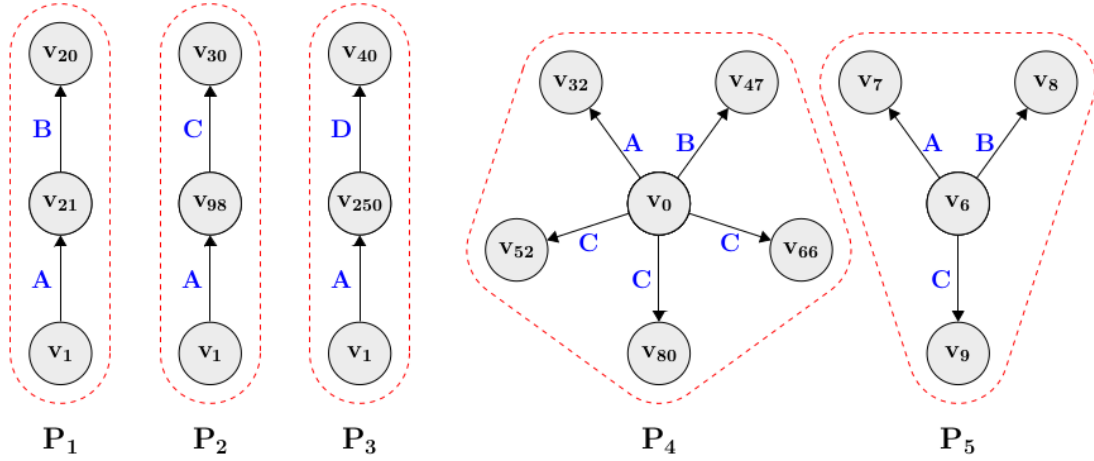 v20 v30 v40
v32 v47 v7 v8
B C D
A B A B
v21 v98 v250 v0 v6
C C
v52 v66
A A A C C
v1 v1 v1 v80 v9
P1 P2 P3 P4 P5